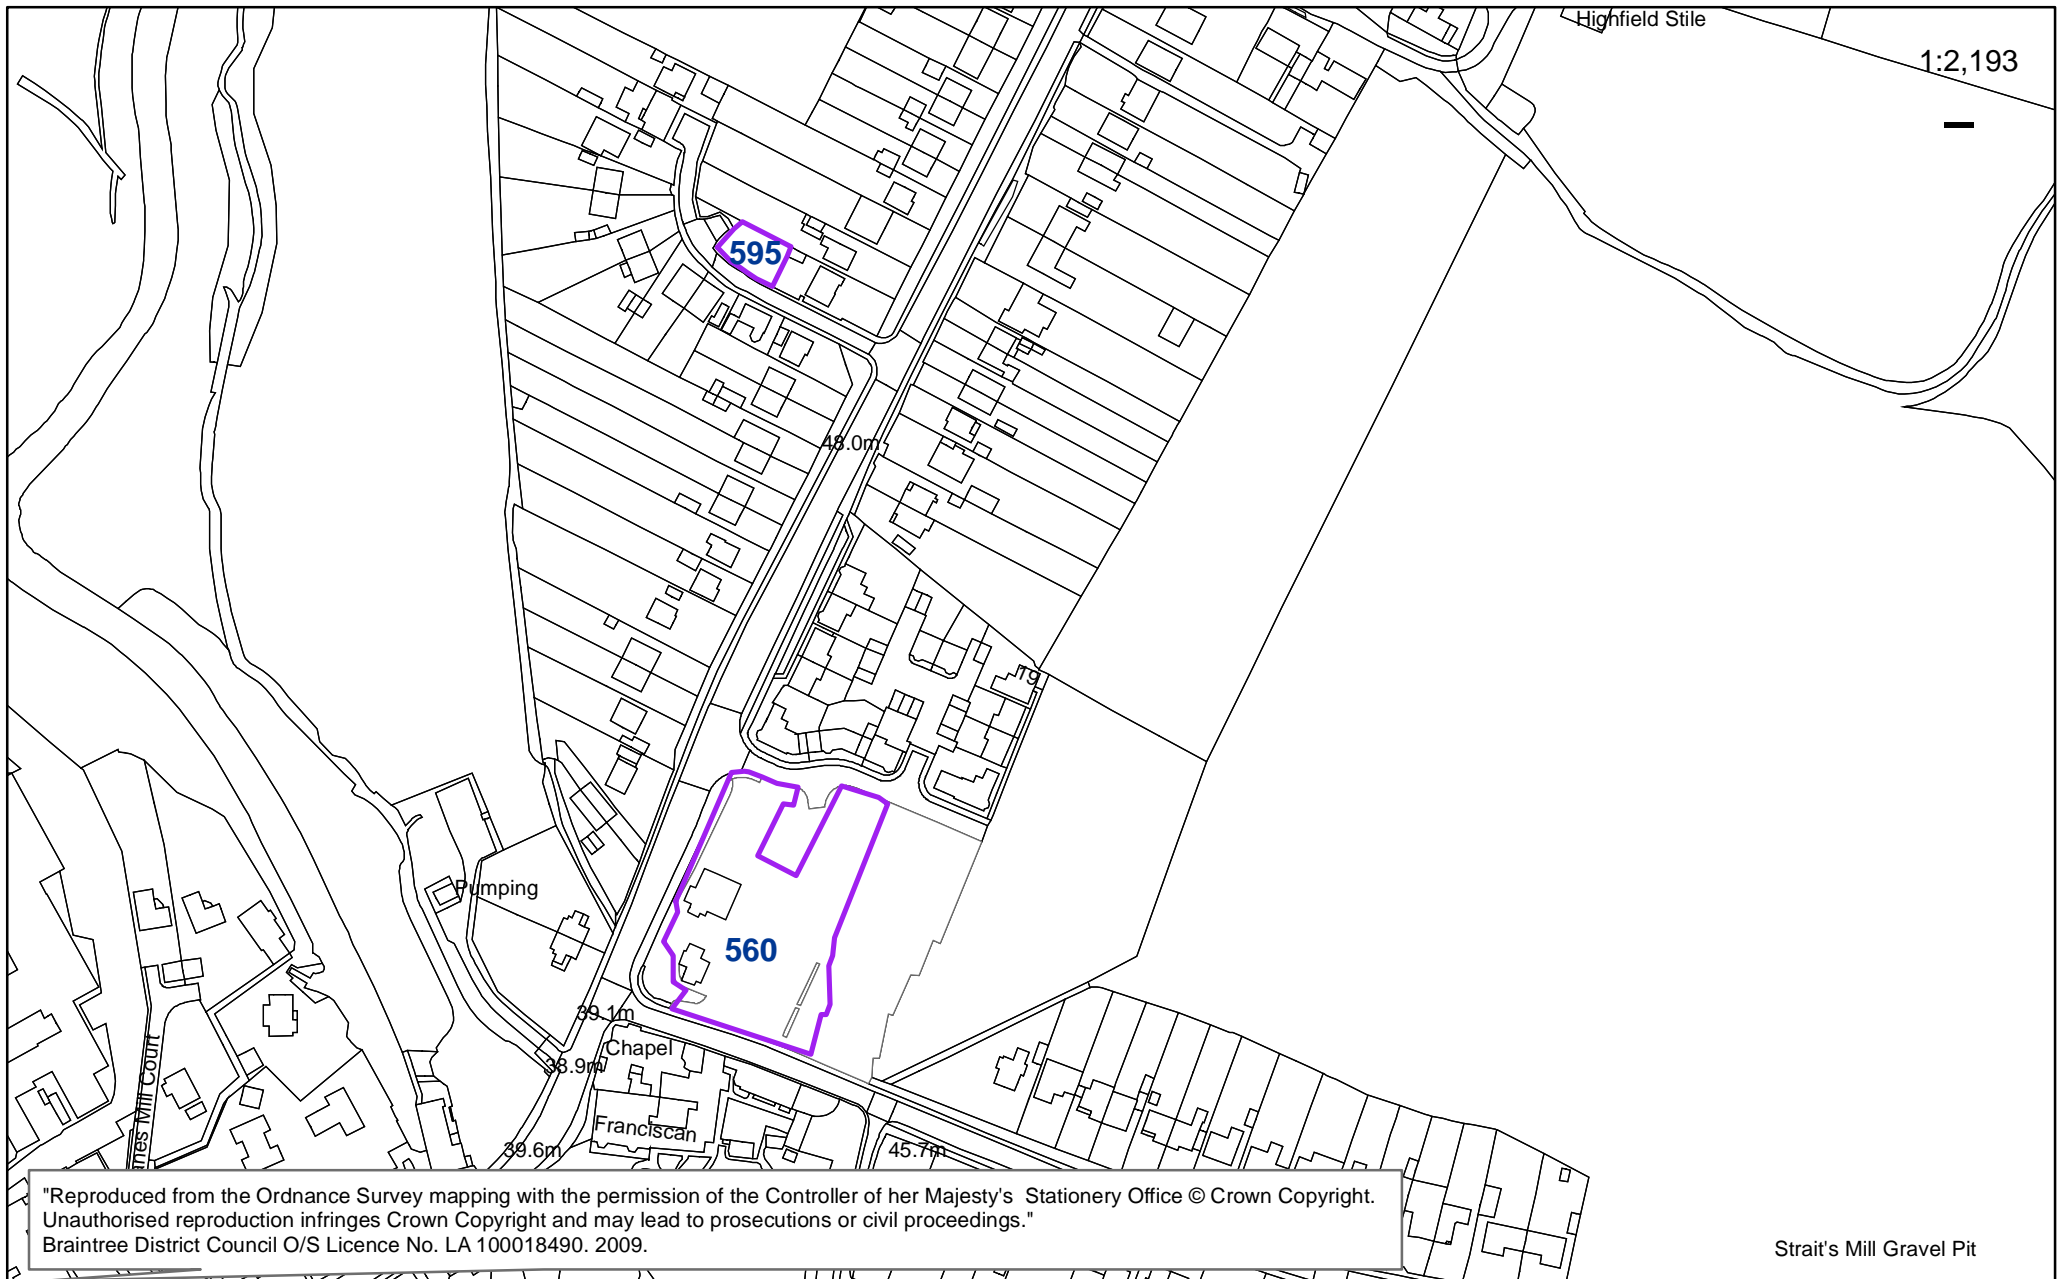 Highfield Stile
1:2,193
595
48.0m
19
Pumping
560
39.1m
Chapel
38.9m
Mill Court
Franciscan
39.6m
45.7m
"Reproduced from the Ordnance Survey mapping with the permission of the Controller of her Majesty's Stationery Office © Crown Copyright.
Unauthorised reproduction infringes Crown Copyright and may lead to prosecutions or civil proceedings."
Braintree District Council O/S Licence No. LA 100018490. 2009.
Strait's Mill Gravel Pit